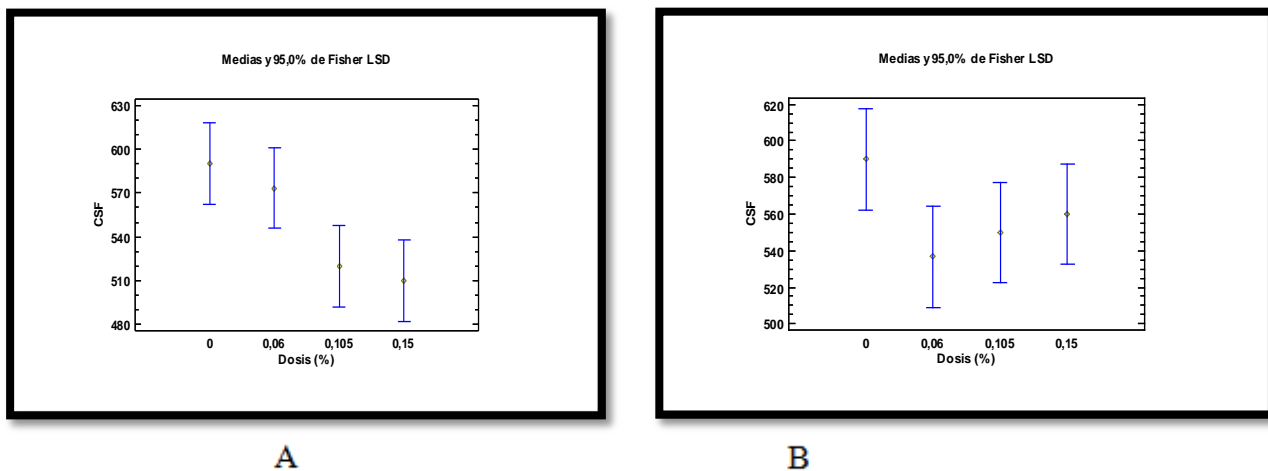 Medias y 95,0% de Fisher LSD
630
600
570
540
510
480
CSF
0 0,06 0,105 0,15
Dosis (%)
A
Medias y 95,0% de Fisher LSD
620
600
580
560
540
520
500
CSF
0 0,06 0,105 0,15
Dosis (%)
B